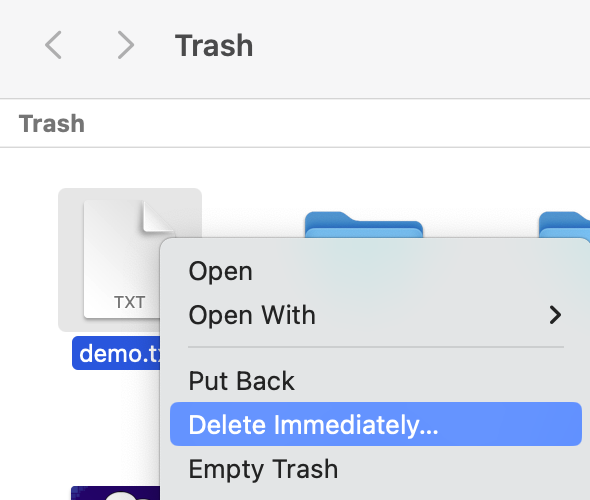 Trash
Trash
TXT
demo.t
Open
Open With
Put Back
Delete Immediately...
Empty Trash